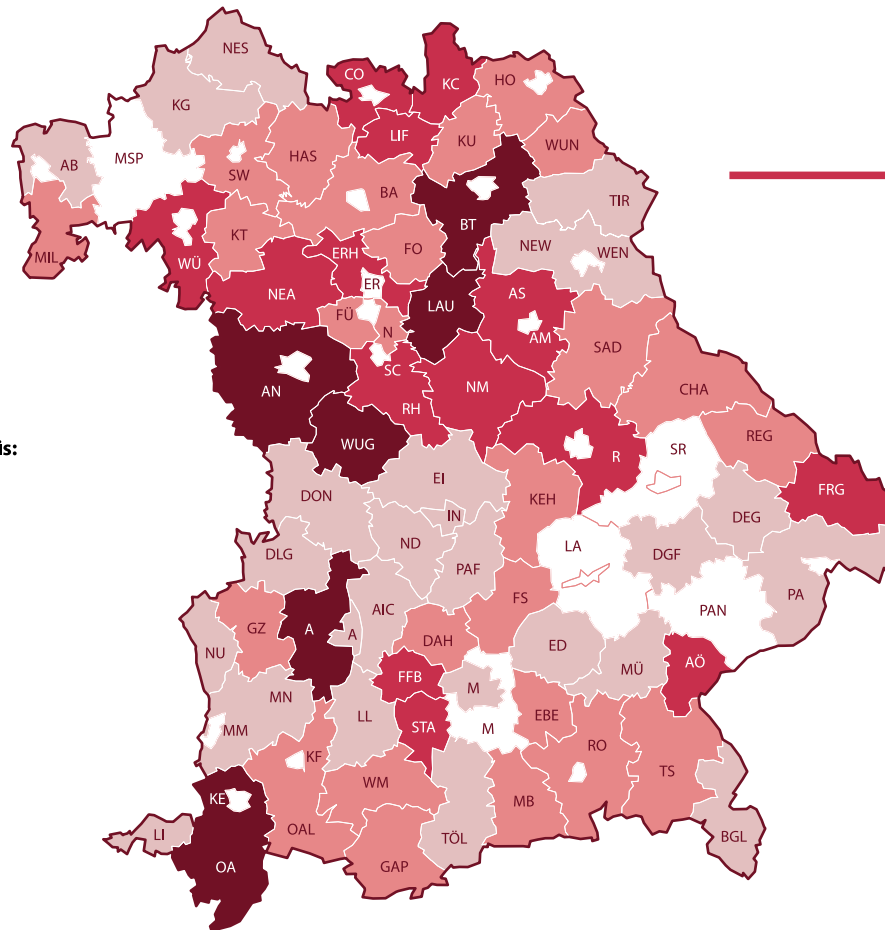 NES
CO
KC
HO
KG
LIF
KU
WUN
AB
MSP
SW
HAS
BA
BT
TIR
MIL
WÜ
KT
ERH
FO
NEW
WEN
NEA
ER
LAU
AS
FÜ
N
AM
SAD
AN
SC
RH
NM
CHA
WUG
R
SR
REG
is:
EI
KEH
FRG
DON
IN
DEG
DLG
ND
LA
DGF
PAF
PA
AIC
FS
PAN
GZ
A
A
DAH
ED
NU
MÜ
AÖ
FFB
M
MN
LL
STA
M
EBE
MM
KF
RO
TS
WM
KE
OAL
MB
LI
TÖL
BGL
OA
GAP